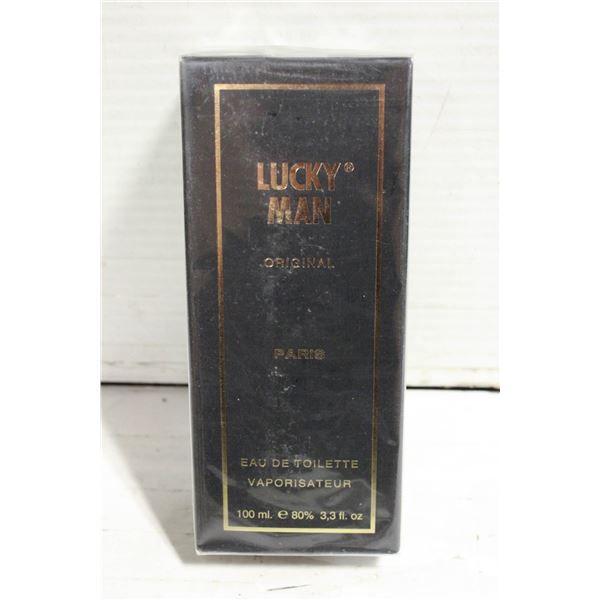 LUCKY®
MAN
ORIGINAL
PARIS
EAU DE TOILETTE
VAPORISATEUR
100 ml. ℮ 80% 3,3 fl. oz